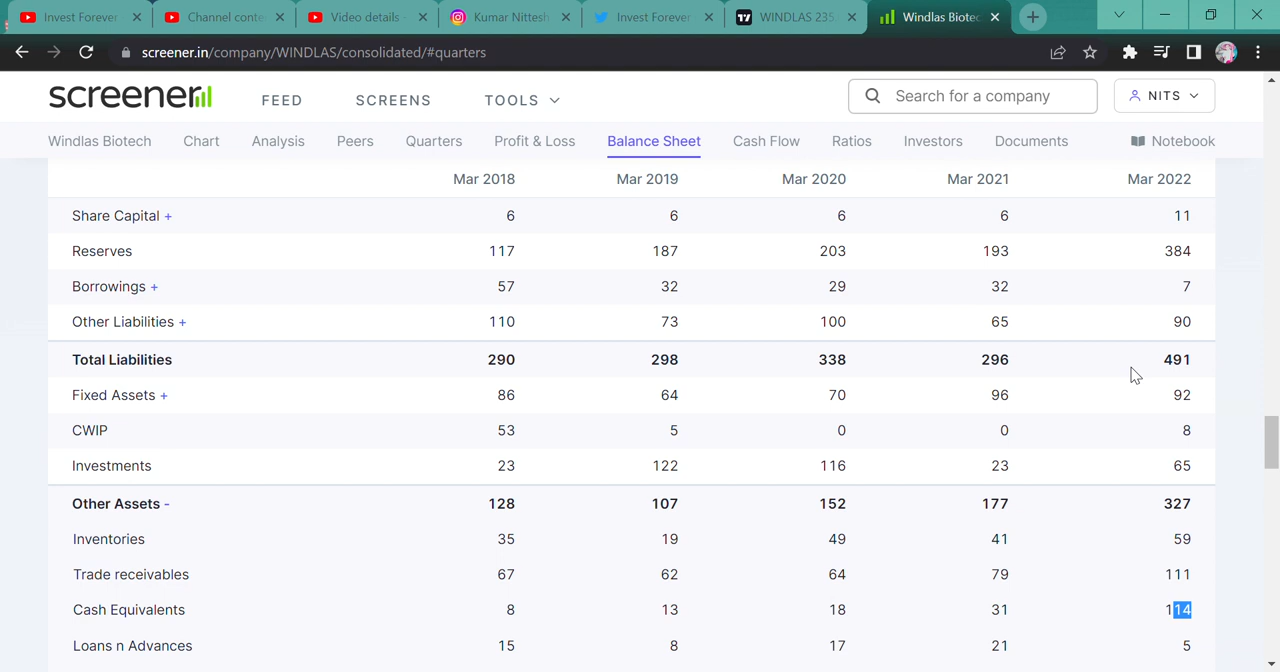 Invest Forever
Channel conte
Video details -
Kumar Nittesh
Invest Forever
WINDLAS 235
Windlas Biotec
screener.in/company/WINDLAS/consolidated/#quarters
screener
FEED
SCREENS
TOOLS
Search for a company
NITS
Windlas Biotech Chart Analysis Peers Quarters Profit & Loss Balance Sheet Cash Flow Ratios Investors Documents Notebook
Mar 2018 Mar 2019 Mar 2020 Mar 2021 Mar 2022
Share Capital + 6 6 6 6 11
Reserves 117 187 203 193 384
Borrowings + 57 32 29 32 7
Other Liabilities + 110 73 100 65 90
Total Liabilities 290 298 338 296 491
Fixed Assets + 86 64 70 96 92
CWIP 53 5 0 0 8
Investments 23 122 116 23 65
Other Assets - 128 107 152 177 327
Inventories 35 19 49 41 59
Trade receivables 67 62 64 79 111
Cash Equivalents 8 13 18 31 114
Loans n Advances 15 8 17 21 5